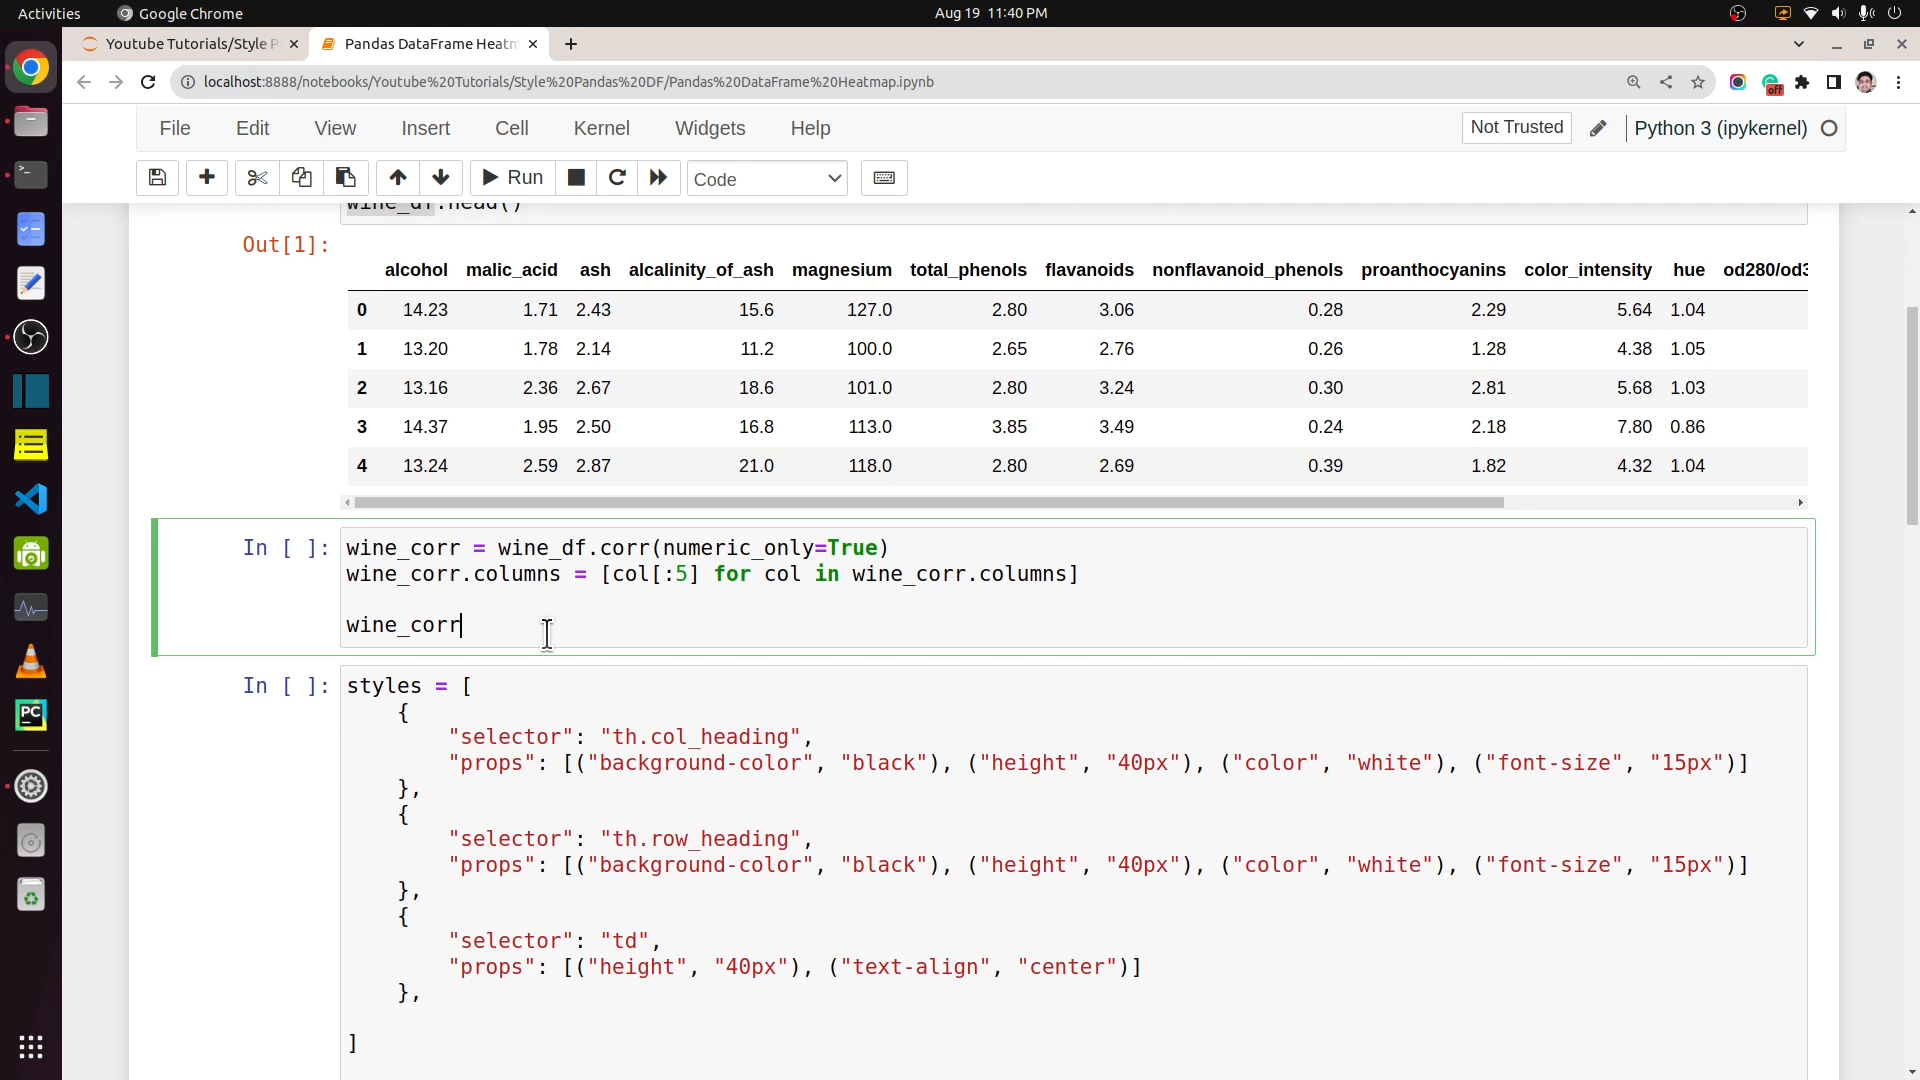 Activities
Google Chrome
Aug 19 11:40 PM
Youtube Tutorials/Style P
Pandas DataFrame Heatm
localhost:8888/notebooks/Youtube%20Tutorials/Style%20Pandas%20DF/Pandas%20DataFrame%20Heatmap.ipynb
off
File Edit View Insert Cell Kernel Widgets Help
Not Trusted
Python 3 (ipykernel)
Run
Code
wine_df.head()
Out[1]:
alcohol malic_acid ash alcalinity_of_ash magnesium total_phenols flavanoids nonflavanoid_phenols proanthocyanins color_intensity hue od280/od3
0 14.23 1.71 2.43 15.6 127.0 2.80 3.06 0.28 2.29 5.64 1.04
1 13.20 1.78 2.14 11.2 100.0 2.65 2.76 0.26 1.28 4.38 1.05
2 13.16 2.36 2.67 18.6 101.0 2.80 3.24 0.30 2.81 5.68 1.03
3 14.37 1.95 2.50 16.8 113.0 3.85 3.49 0.24 2.18 7.80 0.86
4 13.24 2.59 2.87 21.0 118.0 2.80 2.69 0.39 1.82 4.32 1.04
In [ ]: wine_corr = wine_df.corr(numeric_only=True)
wine_corr.columns = [col[:5] for col in wine_corr.columns]
wine_corr
In [ ]: styles = [
{
"selector": "th.col_heading",
"props": [("background-color", "black"), ("height", "40px"), ("color", "white"), ("font-size", "15px")]
},
{
"selector": "th.row_heading",
"props": [("background-color", "black"), ("height", "40px"), ("color", "white"), ("font-size", "15px")]
},
{
"selector": "td",
"props": [("height", "40px"), ("text-align", "center")]
},
]
PC